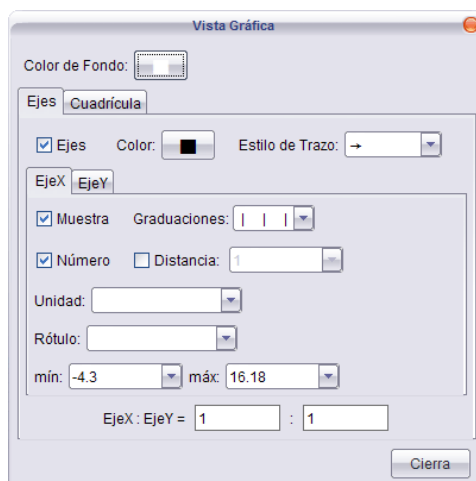 Vista Gráfica
Color de Fondo:
Ejes Cuadrícula
Ejes Color: Estilo de Trazo:
EjeX EjeY
Muestra Graduaciones:
Número Distancia: 1
Unidad:
Rótulo:
mín: -4.3 máx: 16.18
EjeX : EjeY = 1 : 1
Cierra